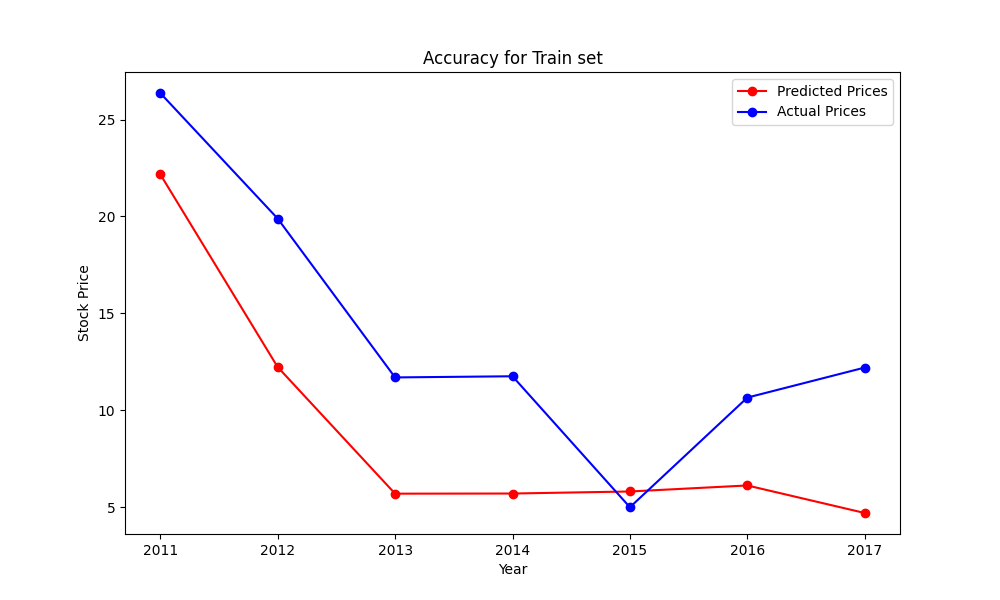 Accuracy for Train set
Predicted Prices
Actual Prices
Stock Price
25
20
15
10
5
2011 2012 2013 2014 2015 2016 2017
Year